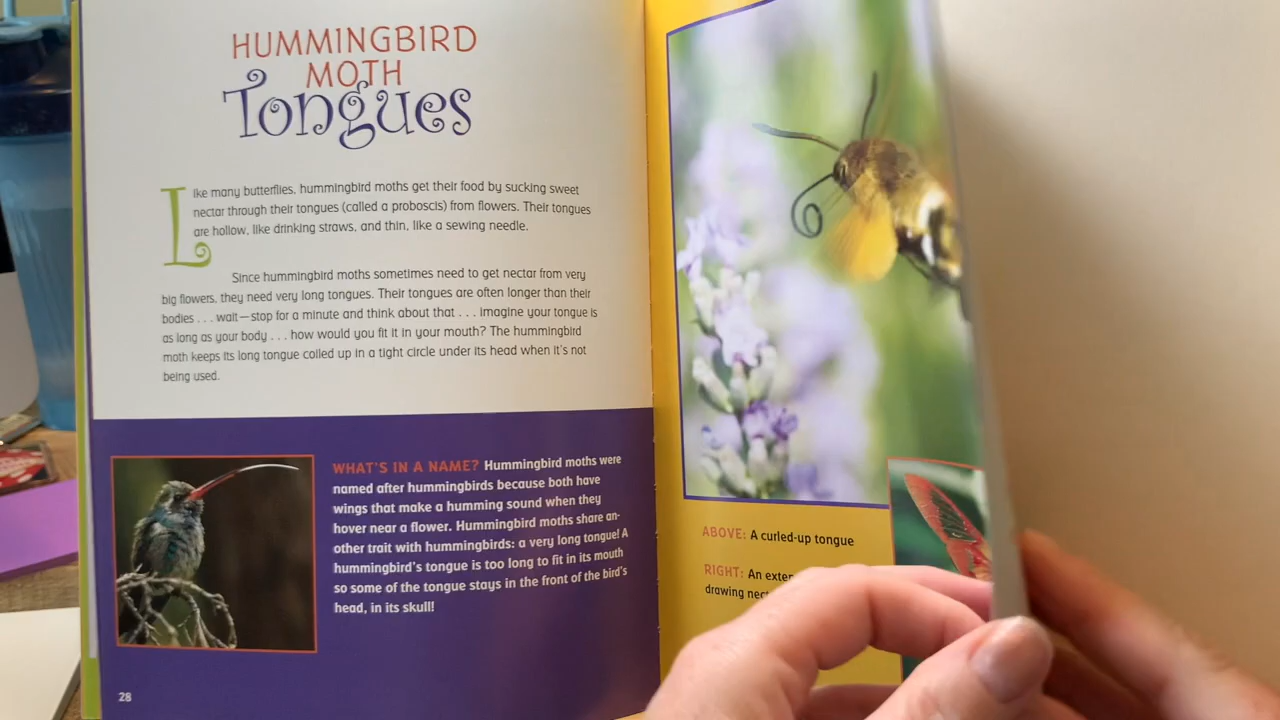 HUMMINGBIRD
MOTH
Tongues
Like many butterflies, hummingbird moths get their food by sucking sweet
nectar through their tongues (called a proboscis) from flowers. Their tongues
are hollow, like drinking straws, and thin, like a sewing needle.
Since hummingbird moths sometimes need to get nectar from very
big flowers, they need very long tongues. Their tongues are often longer than their
bodies . . . wait—stop for a minute and think about that . . . Imagine your tongue is
as long as your body . . . how would you fit it in your mouth? The hummingbird
moth keeps its long tongue coiled up in a tight circle under its head when it's not
being used.
WHAT'S IN A NAME? Hummingbird moths were
named after hummingbirds because both have
wings that make a humming sound when they
hover near a flower. Hummingbird moths share an-
other trait with hummingbirds: a very long tongue! A
hummingbird's tongue is too long to fit in its mouth
so some of the tongue stays in the front of the bird's
head, in its skull!
28
ABOVE: A curled-up tongue
RIGHT: An
drawing